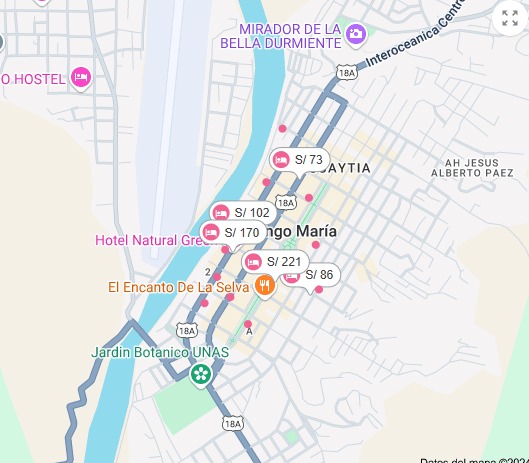 MIRADOR DE LA
BELLA DURMIENTE
Interoceanica Centro
18A
O HOSTEL
S/ 73
AYTIA
AH JESUS
ALBERTO PAEZ
18A
S/ 102
S/ 170
ngo María
Hotel Natural Gree
S/ 221
S/ 86
2
El Encanto De La Selva
18A
A
Jardin Botanico UNAS
18A
Datos del mapa ©2024